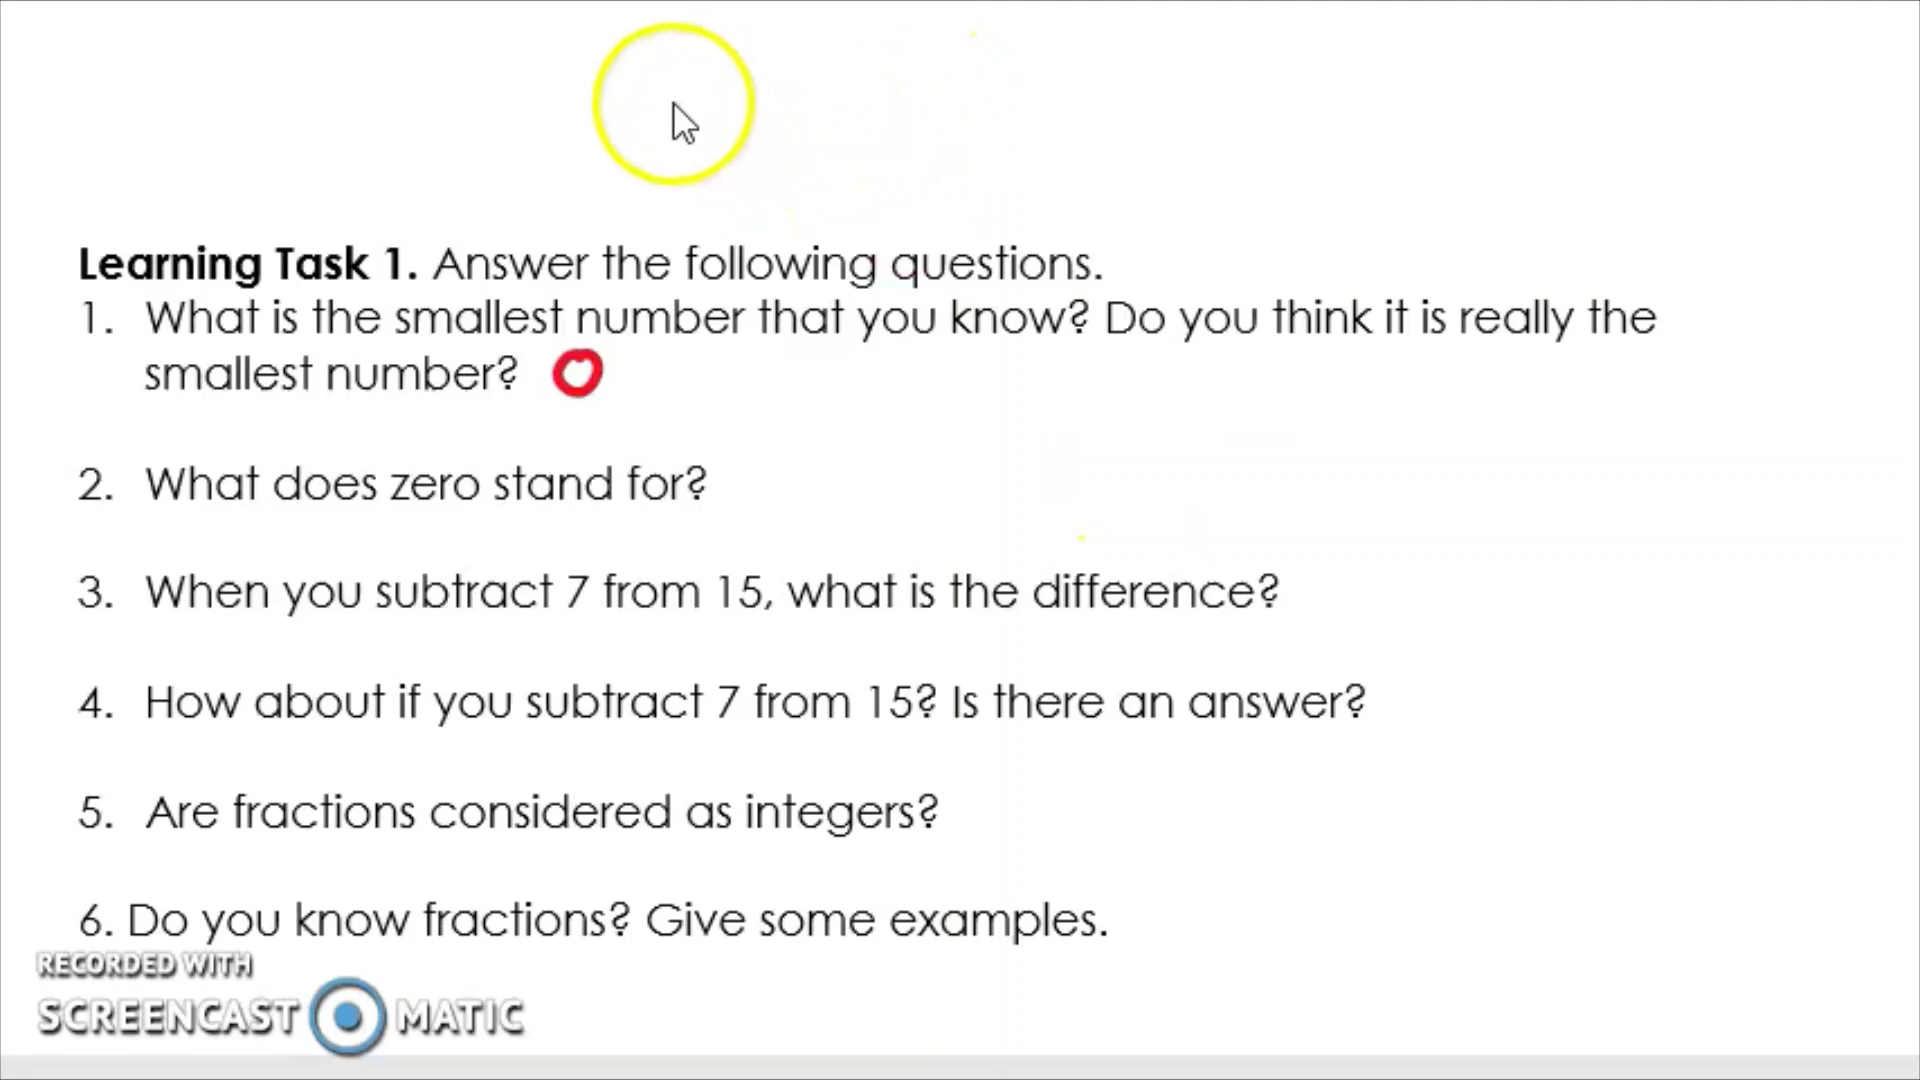 Learning Task 1. Answer the following questions.
1. What is the smallest number that you know? Do you think it is really the
smallest number? 0
2. What does zero stand for?
3. When you subtract 7 from 15, what is the difference?
4. How about if you subtract 7 from 15? Is there an answer?
5. Are fractions considered as integers?
6. Do you know fractions? Give some examples.
RECORDED WITH
SCREENCAST MATIC